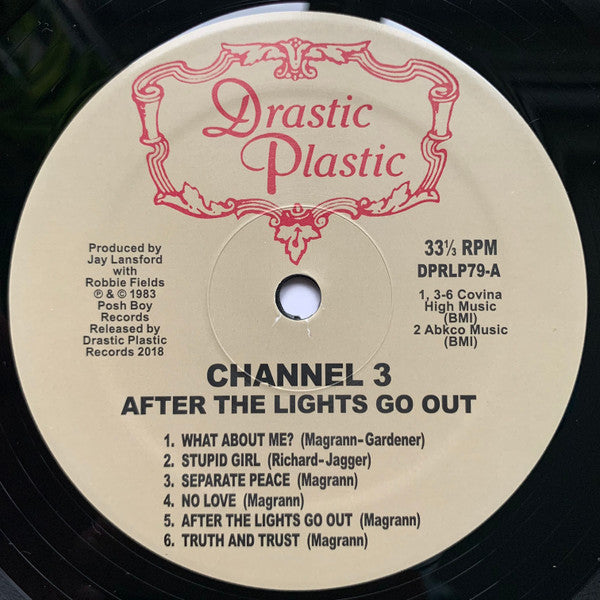 Drastic
Plastic
Produced by
Jay Lansford
with
Robbie Fields
℗ & © 1983
Posh Boy
Records
Released by
Drastic Plastic
Records 2018
33⅓ RPM
DPRLP79-A
1, 3-6 Covina
High Music
(BMI)
2 Abkco Music
(BMI)
CHANNEL 3
AFTER THE LIGHTS GO OUT
1. WHAT ABOUT ME? (Magrann-Gardener)
2. STUPID GIRL (Richard-Jagger)
3. SEPARATE PEACE (Magrann)
4. NO LOVE (Magrann)
5. AFTER THE LIGHTS GO OUT (Magrann)
6. TRUTH AND TRUST (Magrann)